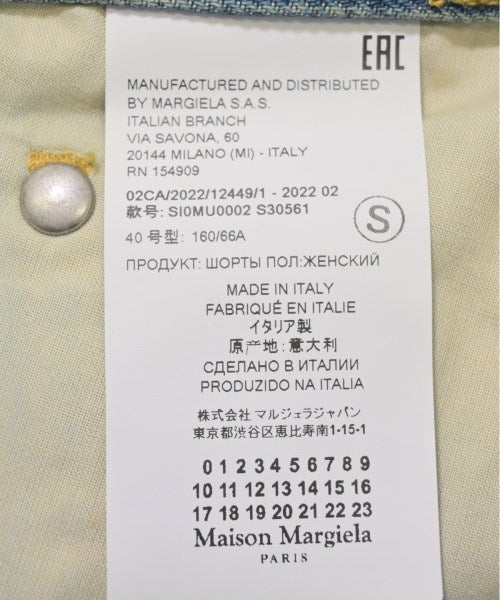 EAC
MANUFACTURED AND DISTRIBUTED
BY MARGIELA S.A.S.
ITALIAN BRANCH
VIA SAVONA, 60
20144 MILANO (MI) - ITALY
RN 154909
02CA/2022/12449/1 - 2022 02
款号: SI0MU0002 S30561
S
40 号型: 160/66A
ПРОДУКТ: ШОРТЫ ПОЛ:ЖЕНСКИЙ
MADE IN ITALY
FABRIQUÉ EN ITALIE
イタリア製
原产地:意大利
СДЕЛАНО В ИТАЛИИ
PRODUZIDO NA ITALIA
株式会社 マルジェラジャパン
東京都渋谷区恵比寿南1-15-1
0 1 2 3 4 5 6 7 8 9
10 11 12 13 14 15 16
17 18 19 20 21 22 23
Maison Margiela
PARIS